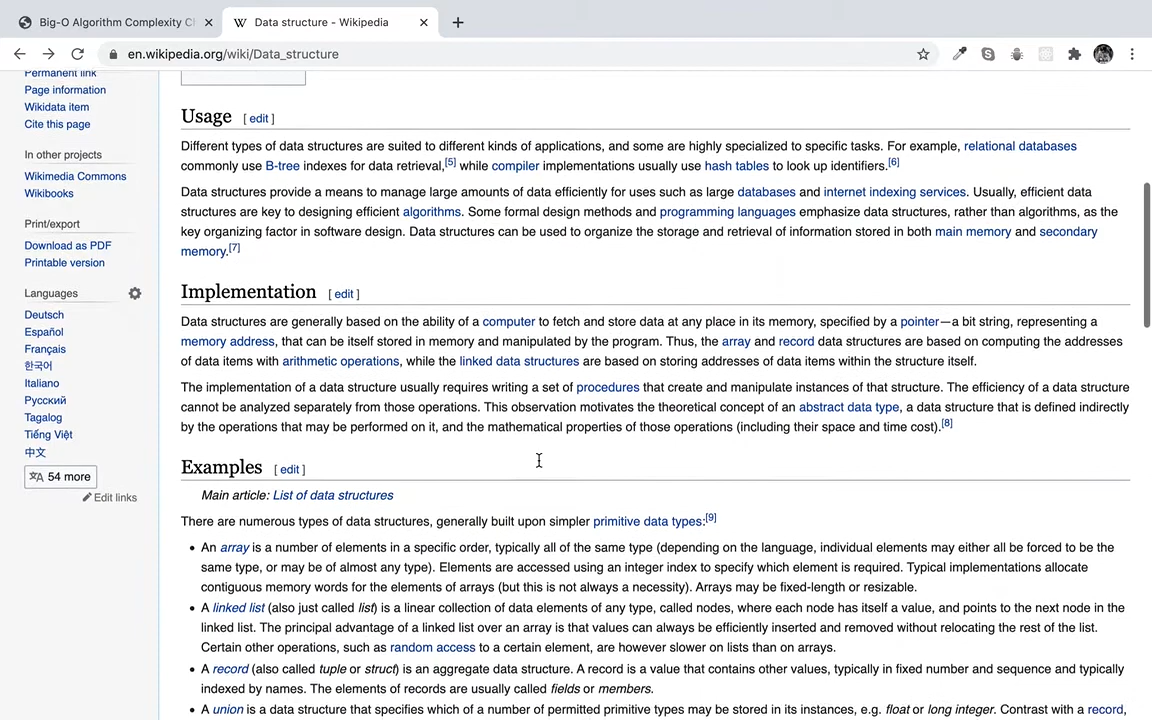 Big-O Algorithm Complexity C
Data structure - Wikipedia
en.wikipedia.org/wiki/Data_structure
Permanent link
Page information
Wikidata item
Cite this page
In other projects
Wikimedia Commons
Wikibooks
Print/export
Download as PDF
Printable version
Languages
Deutsch
Español
Français
한국어
Italiano
Русский
Tagalog
Tiếng Việt
中文
54 more
Edit links
Usage [ edit ]
Different types of data structures are suited to different kinds of applications, and some are highly specialized to specific tasks. For example, relational databases
commonly use B-tree indexes for data retrieval,[5] while compiler implementations usually use hash tables to look up identifiers.[6]
Data structures provide a means to manage large amounts of data efficiently for uses such as large databases and internet indexing services. Usually, efficient data
structures are key to designing efficient algorithms. Some formal design methods and programming languages emphasize data structures, rather than algorithms, as the
key organizing factor in software design. Data structures can be used to organize the storage and retrieval of information stored in both main memory and secondary
memory.[7]
Implementation [ edit ]
Data structures are generally based on the ability of a computer to fetch and store data at any place in its memory, specified by a pointer—a bit string, representing a
memory address, that can be itself stored in memory and manipulated by the program. Thus, the array and record data structures are based on computing the addresses
of data items with arithmetic operations, while the linked data structures are based on storing addresses of data items within the structure itself.
The implementation of a data structure usually requires writing a set of procedures that create and manipulate instances of that structure. The efficiency of a data structure
cannot be analyzed separately from those operations. This observation motivates the theoretical concept of an abstract data type, a data structure that is defined indirectly
by the operations that may be performed on it, and the mathematical properties of those operations (including their space and time cost).[8]
Examples [ edit ]
Main article: List of data structures
There are numerous types of data structures, generally built upon simpler primitive data types:[9]
• An array is a number of elements in a specific order, typically all of the same type (depending on the language, individual elements may either all be forced to be the
same type, or may be of almost any type). Elements are accessed using an integer index to specify which element is required. Typical implementations allocate
contiguous memory words for the elements of arrays (but this is not always a necessity). Arrays may be fixed-length or resizable.
• A linked list (also just called list) is a linear collection of data elements of any type, called nodes, where each node has itself a value, and points to the next node in the
linked list. The principal advantage of a linked list over an array is that values can always be efficiently inserted and removed without relocating the rest of the list.
Certain other operations, such as random access to a certain element, are however slower on lists than on arrays.
• A record (also called tuple or struct) is an aggregate data structure. A record is a value that contains other values, typically in fixed number and sequence and typically
indexed by names. The elements of records are usually called fields or members.
• A union is a data structure that specifies which of a number of permitted primitive types may be stored in its instances, e.g. float or long integer. Contrast with a record,